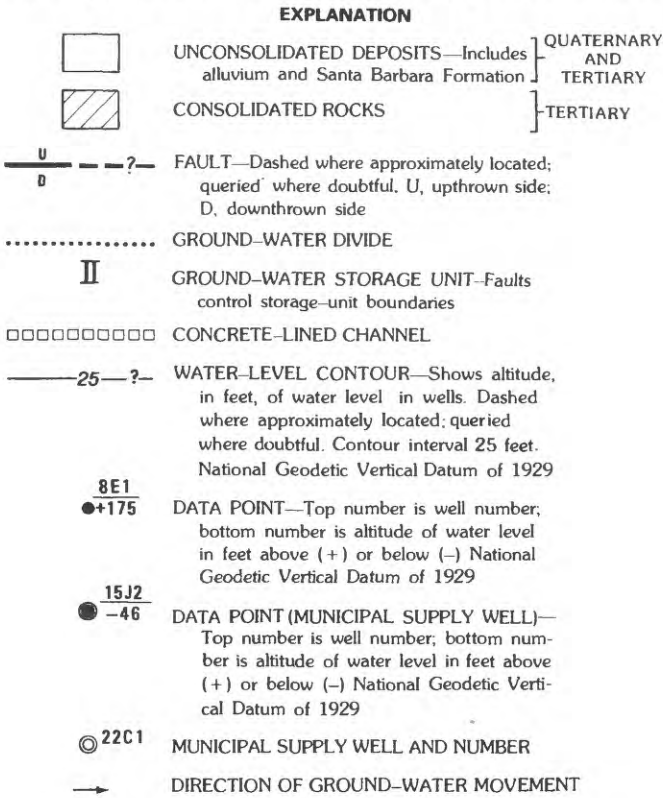 EXPLANATION
UNCONSOLIDATED DEPOSITS—Includes
alluvium and Santa Barbara Formation
QUATERNARY
AND
TERTIARY
CONSOLIDATED ROCKS
TERTIARY
U
D
?
FAULT—Dashed where approximately located;
queried where doubtful. U, upthrown side;
D, downthrown side
GROUND–WATER DIVIDE
II
GROUND–WATER STORAGE UNIT—Faults
control storage–unit boundaries
CONCRETE–LINED CHANNEL
25—?
WATER–LEVEL CONTOUR—Shows altitude,
in feet, of water level in wells. Dashed
where approximately located; queried
where doubtful. Contour interval 25 feet.
National Geodetic Vertical Datum of 1929
8E1
+175
DATA POINT—Top number is well number;
bottom number is altitude of water level
in feet above (+) or below (–) National
Geodetic Vertical Datum of 1929
15J2
–46
DATA POINT (MUNICIPAL SUPPLY WELL)—
Top number is well number; bottom num-
ber is altitude of water level in feet above
(+) or below (–) National Geodetic Verti-
cal Datum of 1929
22C1
MUNICIPAL SUPPLY WELL AND NUMBER
DIRECTION OF GROUND–WATER MOVEMENT